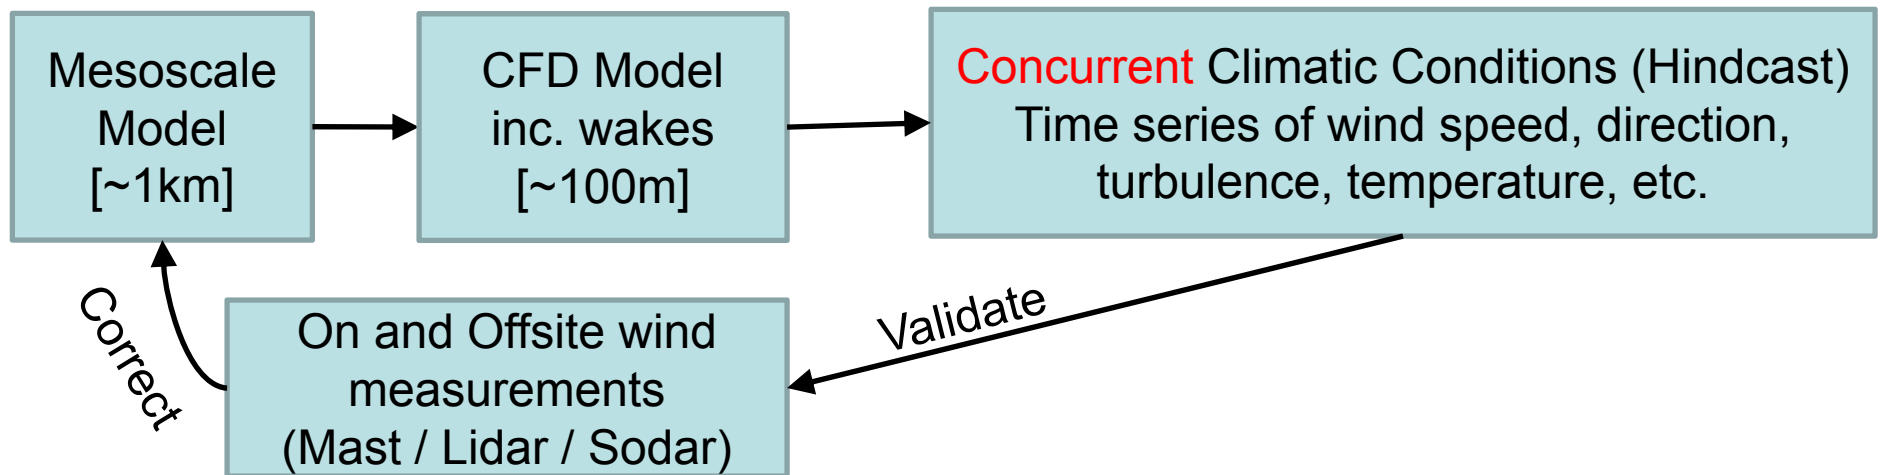 Mesoscale
Model
[~1km]
CFD Model
inc. wakes
[~100m]
Concurrent Climatic Conditions (Hindcast)
Time series of wind speed, direction,
turbulence, temperature, etc.
Correct
On and Offsite wind
measurements
(Mast / Lidar / Sodar)
Validate